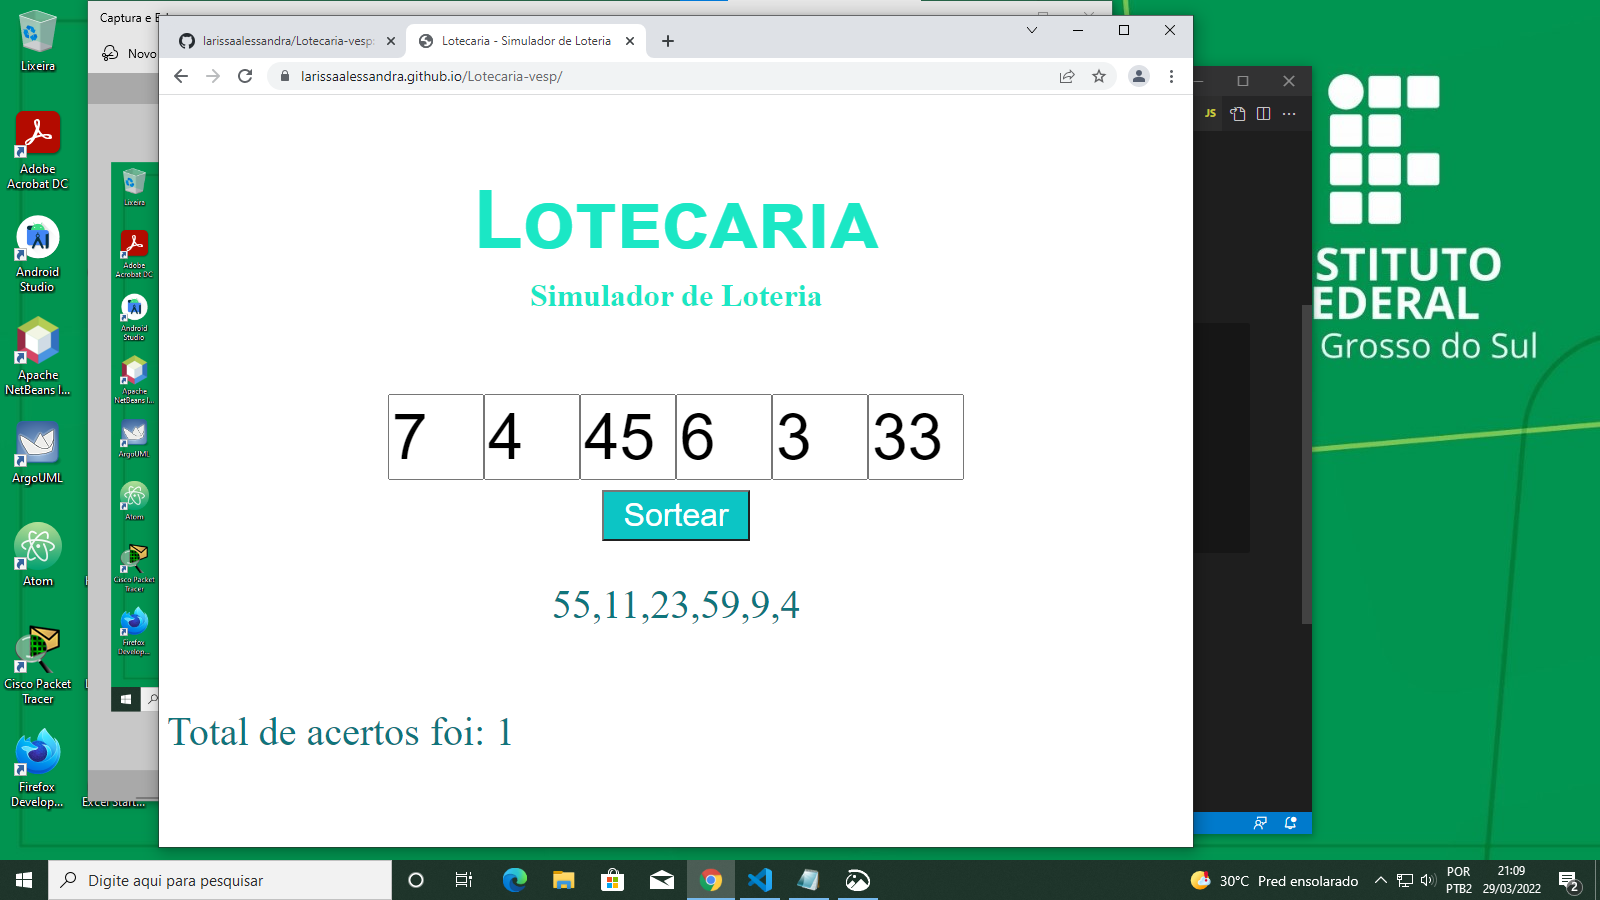 Lixeira
Adobe
Acrobat DC
Android
Studio
Apache
NetBeans I...
ArgoUML
Atom
Cisco Packet
Tracer
Firefox
Develop...
Captura e
Novo
Lixeira
Adobe
Acrobat DC
Android
Studio
Apache
NetBeans I...
ArgoUML
Atom
Cisco Packet
Tracer
Firefox
Develop...
Excel Start...
larissaalessandra/Lotecaria-vesp
Lotecaria - Simulador de Loteria
larissaalessandra.github.io/Lotecaria-vesp/
Lotecaria
Simulador de Loteria
7 4 45 6 3 33
Sortear
55,11,23,59,9,4
Total de acertos foi: 1
JS
STITUTO
EDERAL
Grosso do Sul
Digite aqui para pesquisar
30°C Pred ensolarado
POR
PTB2
21:09
29/03/2022
2